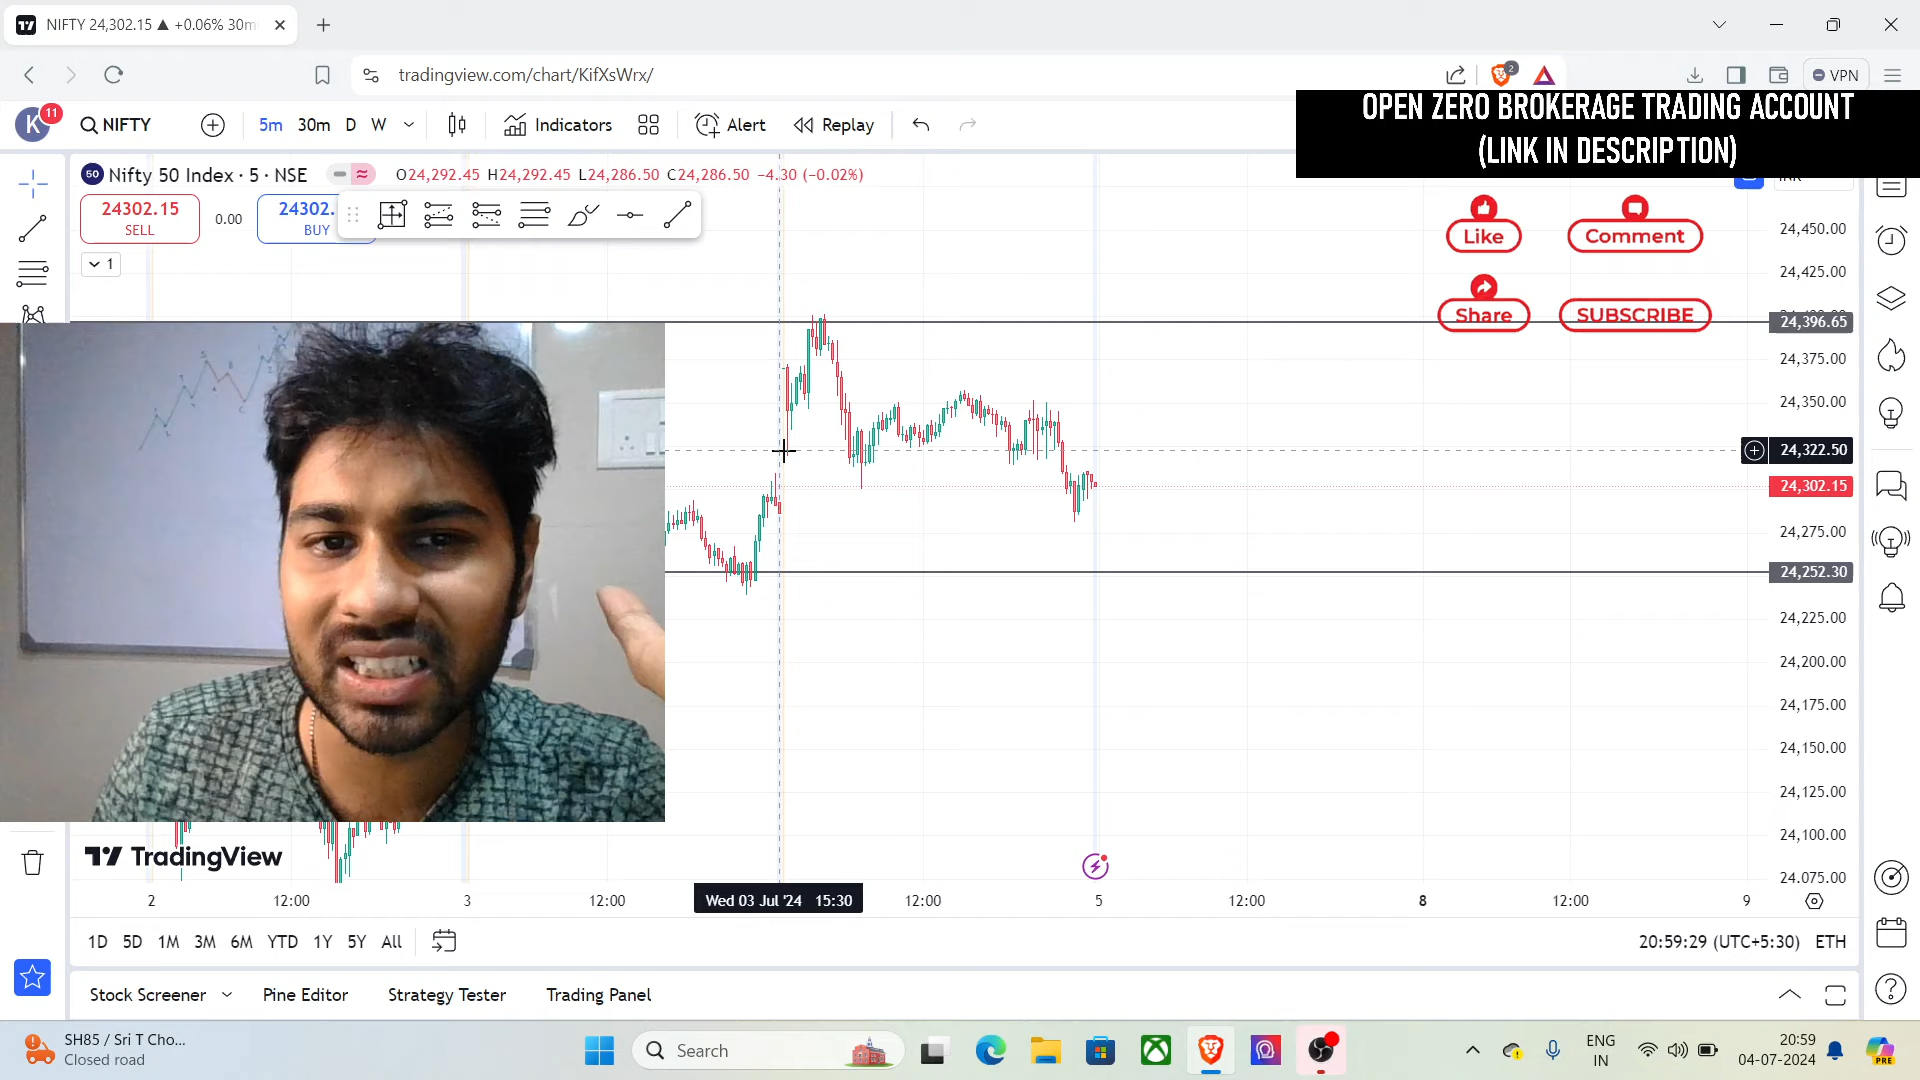 NIFTY 24,302.15 ▲ +0.06% 30m
tradingview.com/chart/KifXsWrx/
2
VPN
OPEN ZERO BROKERAGE TRADING ACCOUNT
(LINK IN DESCRIPTION)
K
11
NIFTY
5m 30m D W
Indicators
Alert
Replay
50
Nifty 50 Index · 5 · NSE
O24,292.45 H24,292.45 L24,286.50 C24,286.50 −4.30 (−0.02%)
24302.15
SELL
0.00
24302.
BUY
1
Like
Comment
Share
SUBSCRIBE
24,450.00
24,425.00
24,396.65
24,375.00
24,350.00
24,322.50
24,302.15
24,275.00
24,252.30
24,225.00
24,200.00
24,175.00
24,150.00
24,125.00
24,100.00
24.075.00
TradingView
2 12:00 3 12:00 Wed 03 Jul '24 15:30 12:00 5 12:00 8 12:00 9
1D 5D 1M 3M 6M YTD 1Y 5Y All
20:59:29 (UTC+5:30) ETH
Stock Screener Pine Editor Strategy Tester Trading Panel
SH85 / Sri T Cho...
Closed road
Search
ENG
IN
20:59
04-07-2024
PRE